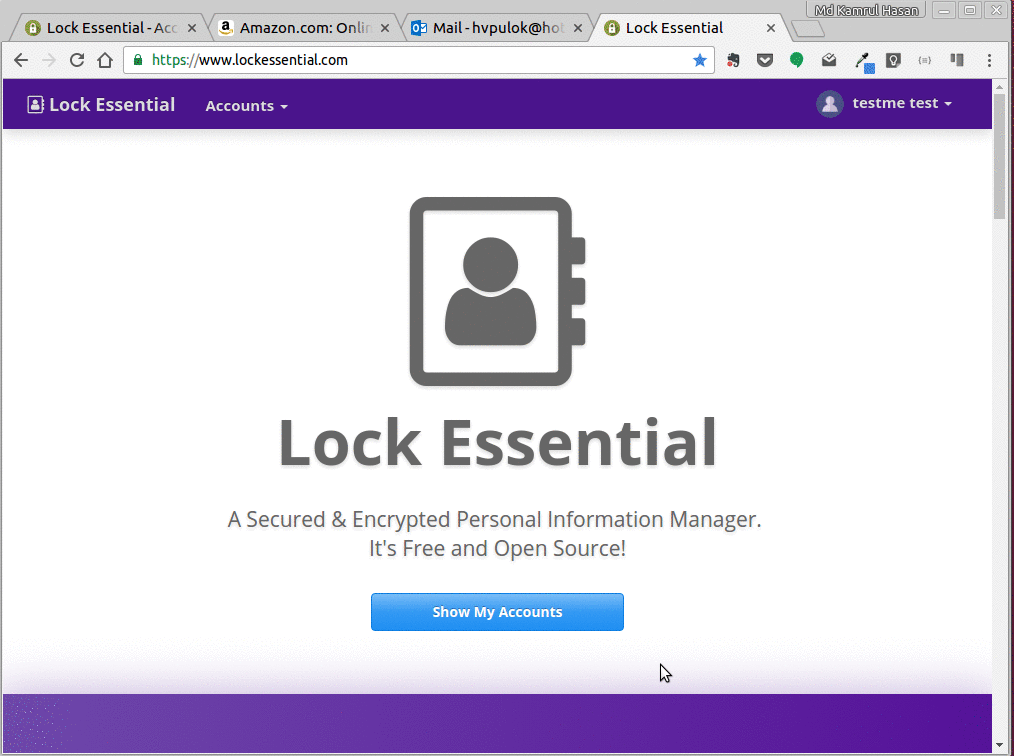 Md Kamrul Hasan
Lock Essential - Acc
Amazon.com: Onlin
Mail - hvpulok@hot
Lock Essential
https://www.lockessential.com
Lock Essential
Accounts
testme test
Lock Essential
A Secured & Encrypted Personal Information Manager.
It's Free and Open Source!
Show My Accounts